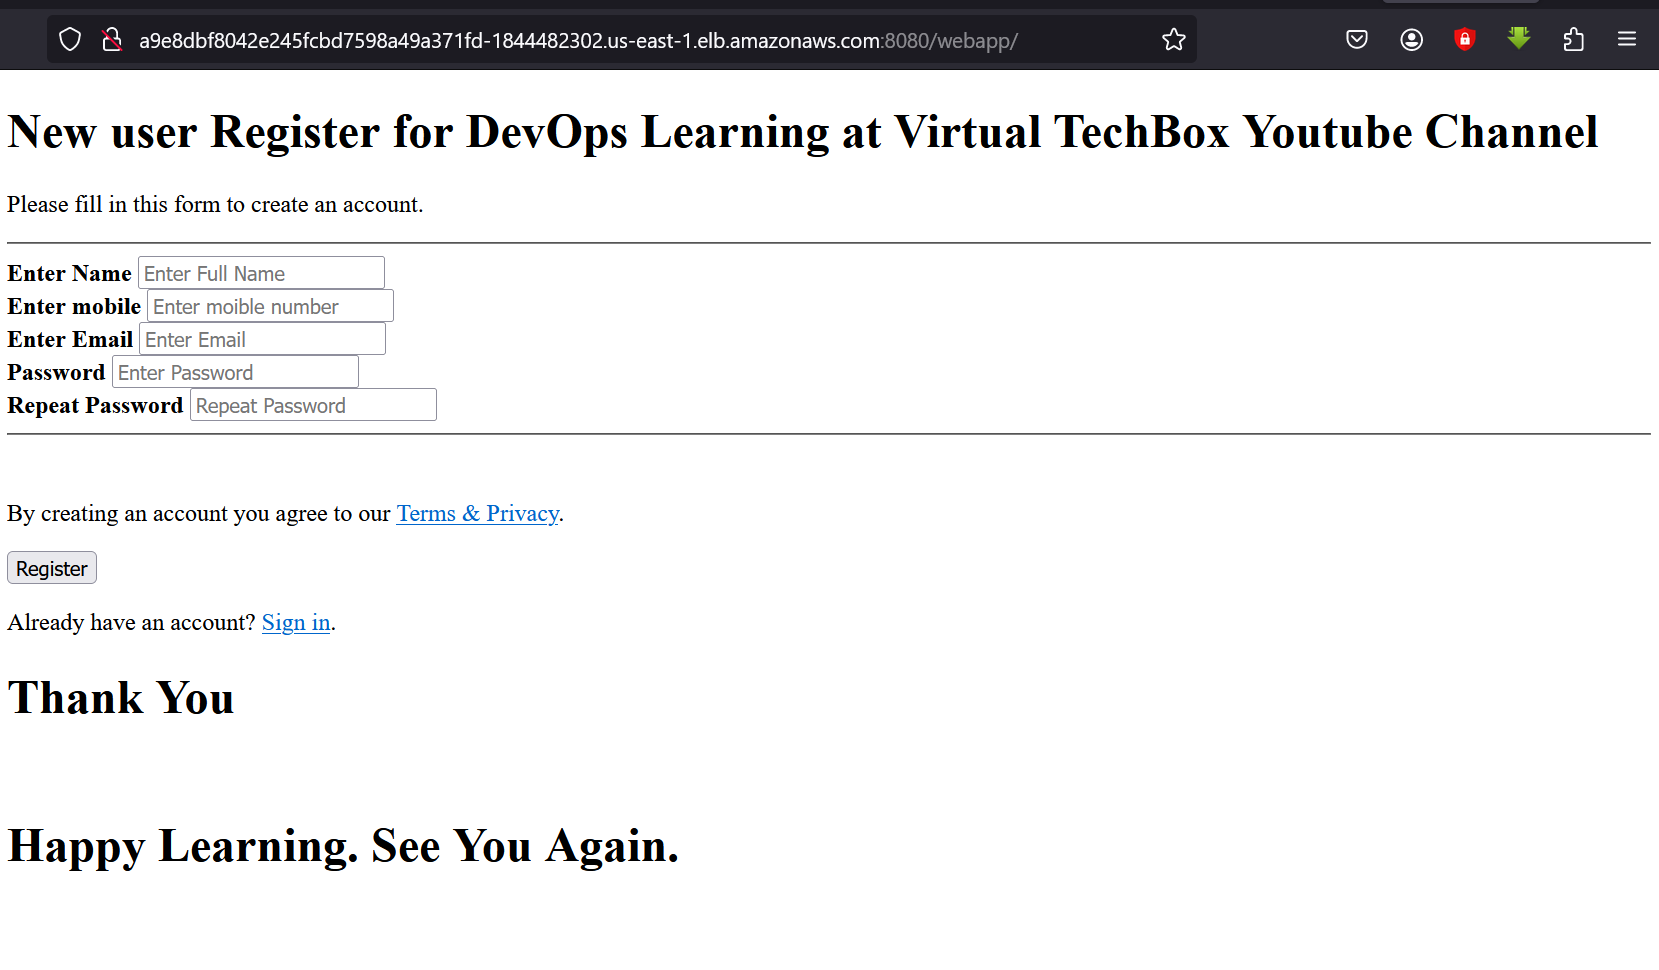 a9e8dbf8042e245fcbd7598a49a371fd-1844482302.us-east-1.elb.amazonaws.com:8080/webapp/
New user Register for DevOps Learning at Virtual TechBox Youtube Channel
Please fill in this form to create an account.
Enter Name Enter Full Name
Enter mobile Enter moible number
Enter Email Enter Email
Password Enter Password
Repeat Password Repeat Password
By creating an account you agree to our Terms & Privacy.
Register
Already have an account? Sign in.
Thank You
Happy Learning. See You Again.